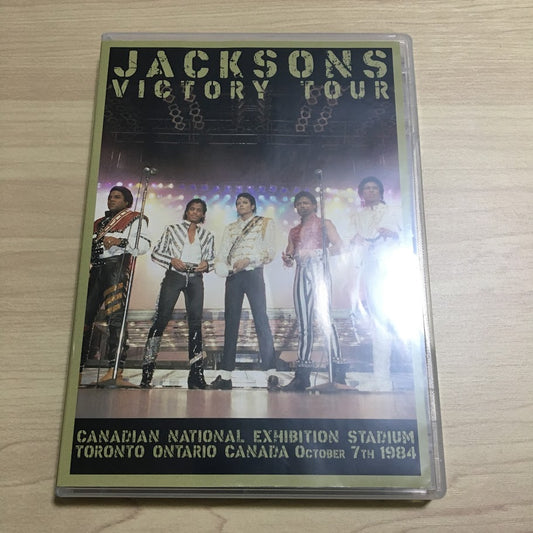 JACKSONS
VICTORY TOUR
CANADIAN NATIONAL EXHIBITION STADIUM
TORONTO ONTARIO CANADA OCTOBER 7TH 1984